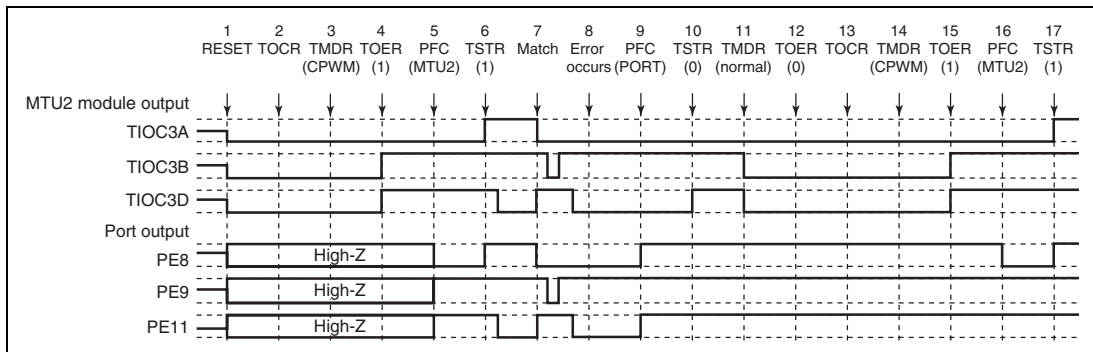 1 2 3 4 5 6 7 8 9 10 11 12 13 14 15 16 17
RESET TOCR TMDR TOER PFC TSTR Match Error PFC TSTR TMDR TOER TOCR TMDR TOER PFC TSTR
(CPWM) (1) (MTU2) (1) occurs (PORT) (0) (normal) (0) (CPWM) (1) (MTU2) (1)
MTU2 module output
TIOC3A
TIOC3B
TIOC3D
Port output
PE8 High-Z
PE9 High-Z
PE11 High-Z